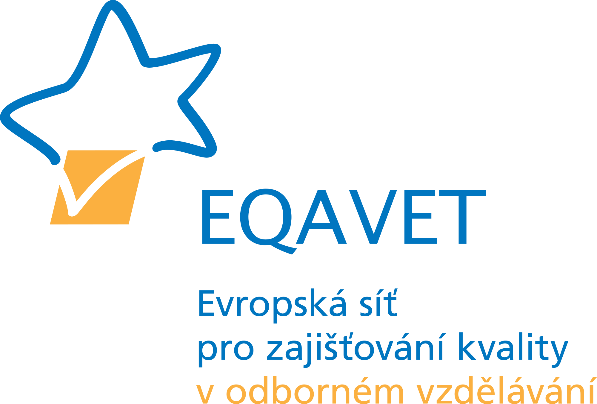 EQAVET
Evropská síť
pro zajišťování kvality
v odborném vzdělávání